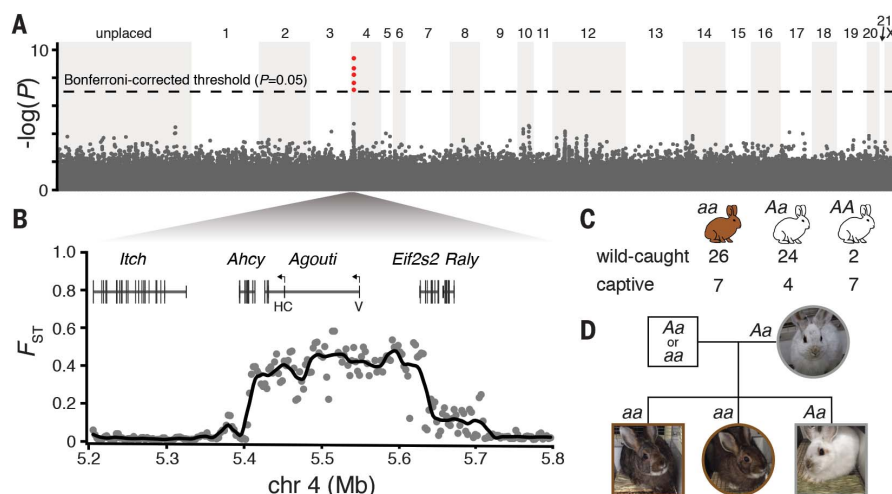 A
unplaced 1 2 3 4 5 6 7 8 9 10 11 12 13 14 15 16 17 18 19 20 21 X
10
Bonferroni-corrected threshold (P=0.05)
-log(P)
0
B
1.0
Itch Ahcy Agouti Eif2s2 Raly
0.8
HC V
0.6
FST
0.4
0.2
0
5.2 5.3 5.4 5.5 5.6 5.7 5.8
chr 4 (Mb)
C
aa Aa AA
wild-caught 26 24 2
captive 7 4 7
D
Aa
or
aa
Aa
aa aa Aa